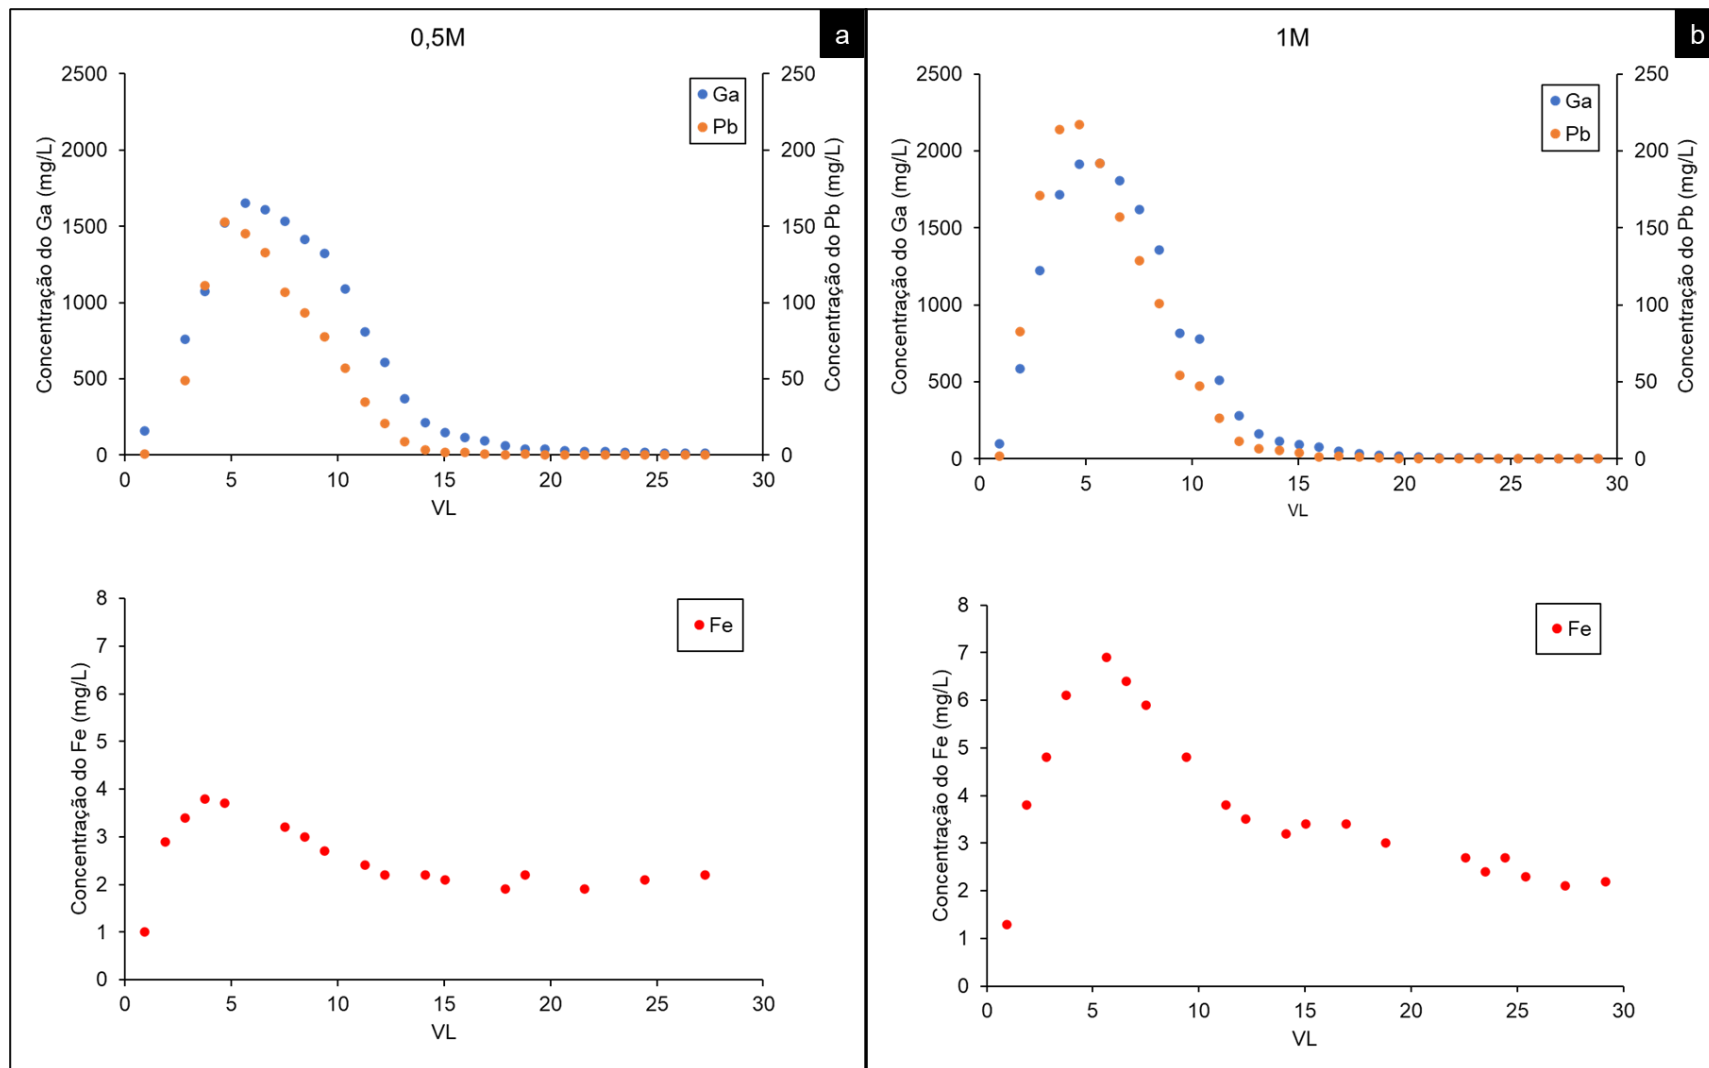 0,5M
a
2500
2000
1500
1000
500
0
250
200
150
100
50
0
Ga
Pb
Concentração do Ga (mg/L)
Concentração do Pb (mg/L)
0 5 10 15 20 25 30
VL
1M
b
2500
2000
1500
1000
500
0
250
200
150
100
50
0
Ga
Pb
Concentração do Ga (mg/L)
Concentração do Pb (mg/L)
0 5 10 15 20 25 30
VL
8
7
6
5
4
3
2
1
0
Fe
Concentração do Fe (mg/L)
0 5 10 15 20 25 30
VL
8
7
6
5
4
3
2
1
0
Fe
Concentração do Fe (mg/L)
0 5 10 15 20 25 30
VL